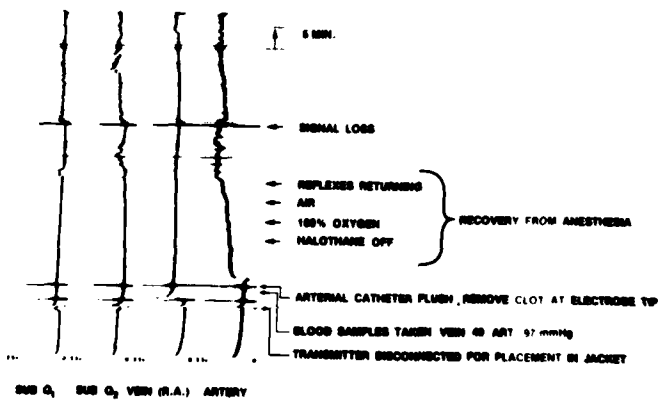 5 MIN.
SIGNAL LOSS
REFLEXES RETURNING
AIR
100% OXYGEN
HALOTHANE OFF
RECOVERY FROM ANESTHESIA
ARTERIAL CATHETER FLUSH, REMOVE CLOT AT ELECTRODE TIP
BLOOD SAMPLES TAKEN VEIN 40 ART. 97 mmHg
TRANSMITTER DISCONNECTED FOR PLACEMENT IN JACKET
SUB Q1 SUB Q2 VEIN (R.A.) ARTERY